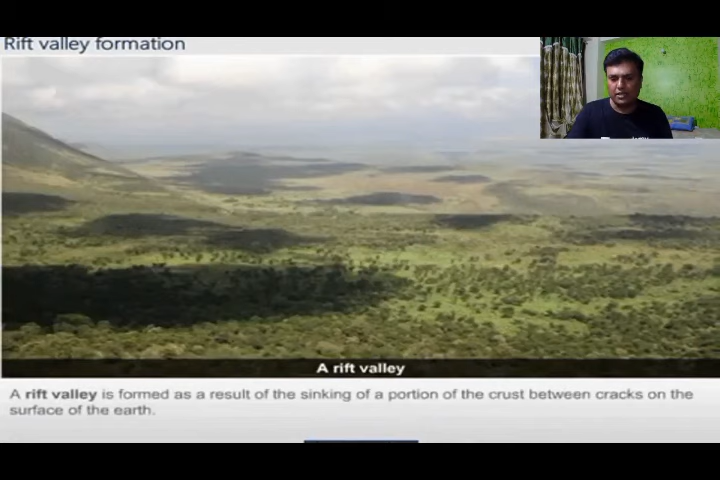 Rift valley formation
A rift valley
A rift valley is formed as a result of the sinking of a portion of the crust between cracks on the
surface of the earth.